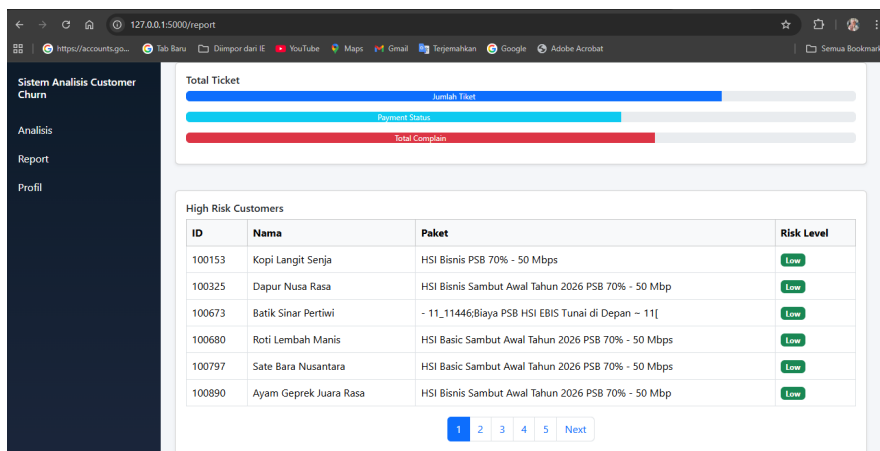 127.0.0.1:5000/report
https://accounts.go... Tab Baru Diimpor dari IE YouTube Maps Gmail Terjemahkan Google Adobe Acrobat Semua Bookmark
Sistem Analisis Customer
Churn
Analisis
Report
Profil
Total Ticket
Jumlah Tiket
Payment Status
Total Complain
High Risk Customers
ID Nama Paket Risk Level
100153 Kopi Langit Senja HSI Bisnis PSB 70% - 50 Mbps Low
100325 Dapur Nusa Rasa HSI Bisnis Sambut Awal Tahun 2026 PSB 70% - 50 Mbp Low
100673 Batik Sinar Pertiwi - 11_11446;Biaya PSB HSI EBIS Tunai di Depan ~ 11[ Low
100680 Roti Lembah Manis HSI Basic Sambut Awal Tahun 2026 PSB 70% - 50 Mbps Low
100797 Sate Bara Nusantara HSI Basic Sambut Awal Tahun 2026 PSB 70% - 50 Mbps Low
100890 Ayam Geprek Juara Rasa HSI Bisnis Sambut Awal Tahun 2026 PSB 70% - 50 Mbp Low
1 2 3 4 5 Next